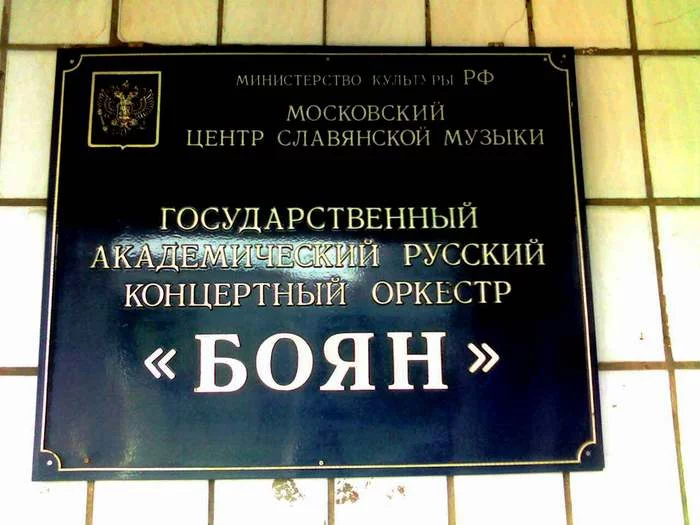 МИНИСТЕРСТВО КУЛЬТУРЫ РФ
МОСКОВСКИЙ
ЦЕНТР СЛАВЯНСКОЙ МУЗЫКИ
ГОСУДАРСТВЕННЫЙ
АКАДЕМИЧЕСКИЙ РУССКИЙ
КОНЦЕРТНЫЙ ОРКЕСТР
«БОЯН»